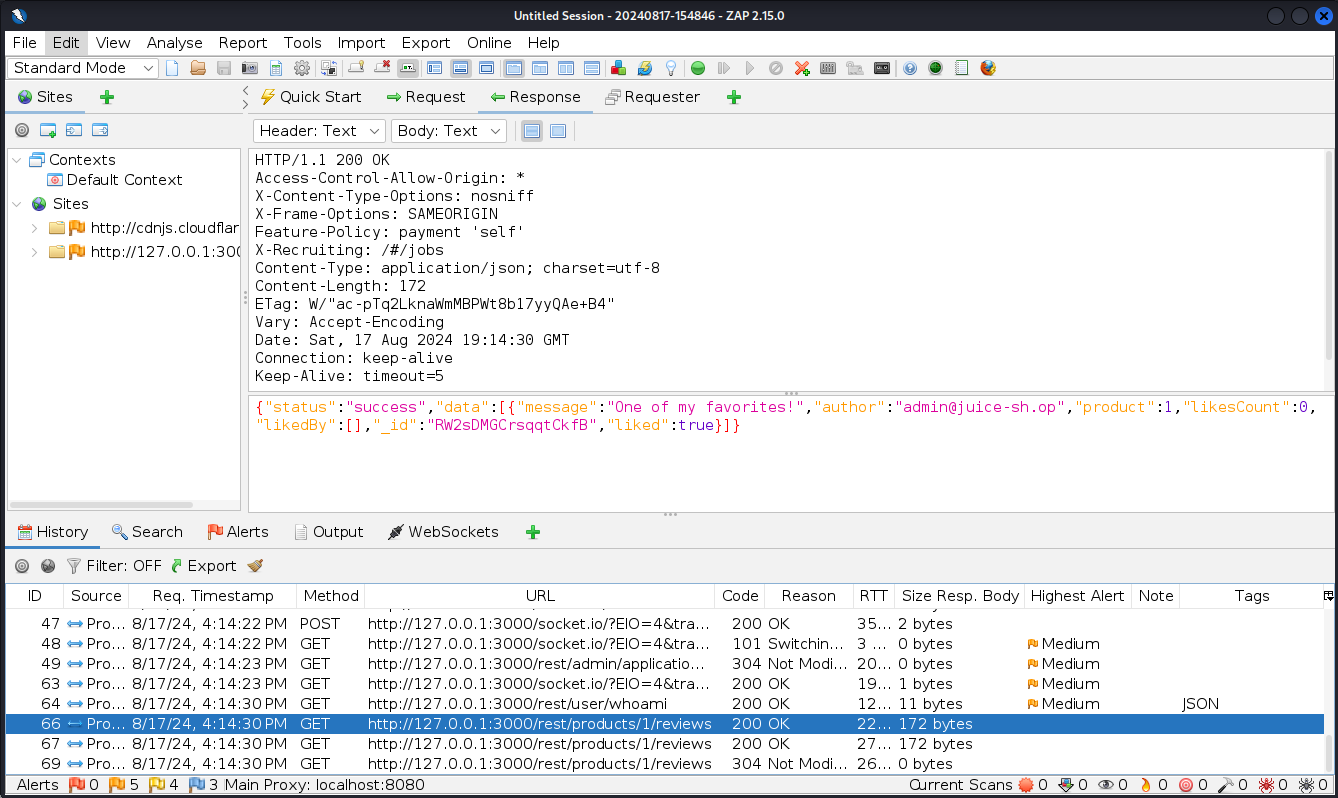 Untitled Session - 20240817-154846 - ZAP 2.15.0
File Edit View Analyse Report Tools Import Export Online Help
Standard Mode
Sites
Quick Start Request Response Requester
Header: Text Body: Text
Contexts
Default Context
Sites
http://cdnjs.cloudflar
http://127.0.0.1:300
HTTP/1.1 200 OK
Access-Control-Allow-Origin: *
X-Content-Type-Options: nosniff
X-Frame-Options: SAMEORIGIN
Feature-Policy: payment 'self'
X-Recruiting: /#/jobs
Content-Type: application/json; charset=utf-8
Content-Length: 172
ETag: W/"ac-pTq2LknaWmMBPWt8b17yyQAe+B4"
Vary: Accept-Encoding
Date: Sat, 17 Aug 2024 19:14:30 GMT
Connection: keep-alive
Keep-Alive: timeout=5
{"status":"success","data":[{"message":"One of my favorites!","author":"admin@juice-sh.op","product":1,"likesCount":0,
"likedBy":[],"_id":"RW2sDMGCrsqqtCkfB","liked":true}]}
History Search Alerts Output WebSockets
Filter: OFF Export
ID Source Req. Timestamp Method URL Code Reason RTT Size Resp. Body Highest Alert Note Tags
47 Pro... 8/17/24, 4:14:22 PM POST http://127.0.0.1:3000/socket.io/?EIO=4&tra... 200 OK 35... 2 bytes
48 Pro... 8/17/24, 4:14:22 PM GET http://127.0.0.1:3000/socket.io/?EIO=4&tra... 101 Switchin... 3 ... 0 bytes Medium
49 Pro... 8/17/24, 4:14:23 PM GET http://127.0.0.1:3000/rest/admin/applicatio... 304 Not Modi... 20... 0 bytes Medium
63 Pro... 8/17/24, 4:14:23 PM GET http://127.0.0.1:3000/socket.io/?EIO=4&tra... 200 OK 19... 1 bytes Medium
64 Pro... 8/17/24, 4:14:30 PM GET http://127.0.0.1:3000/rest/user/whoami 200 OK 12... 11 bytes Medium JSON
66 Pro... 8/17/24, 4:14:30 PM GET http://127.0.0.1:3000/rest/products/1/reviews 200 OK 22... 172 bytes
67 Pro... 8/17/24, 4:14:30 PM GET http://127.0.0.1:3000/rest/products/1/reviews 200 OK 27... 172 bytes
69 Pro... 8/17/24, 4:14:30 PM GET http://127.0.0.1:3000/rest/products/1/reviews 304 Not Modi... 26... 0 bytes
Alerts 0 5 4 3 Main Proxy: localhost:8080 Current Scans 0 0 0 0 0 0 0 0